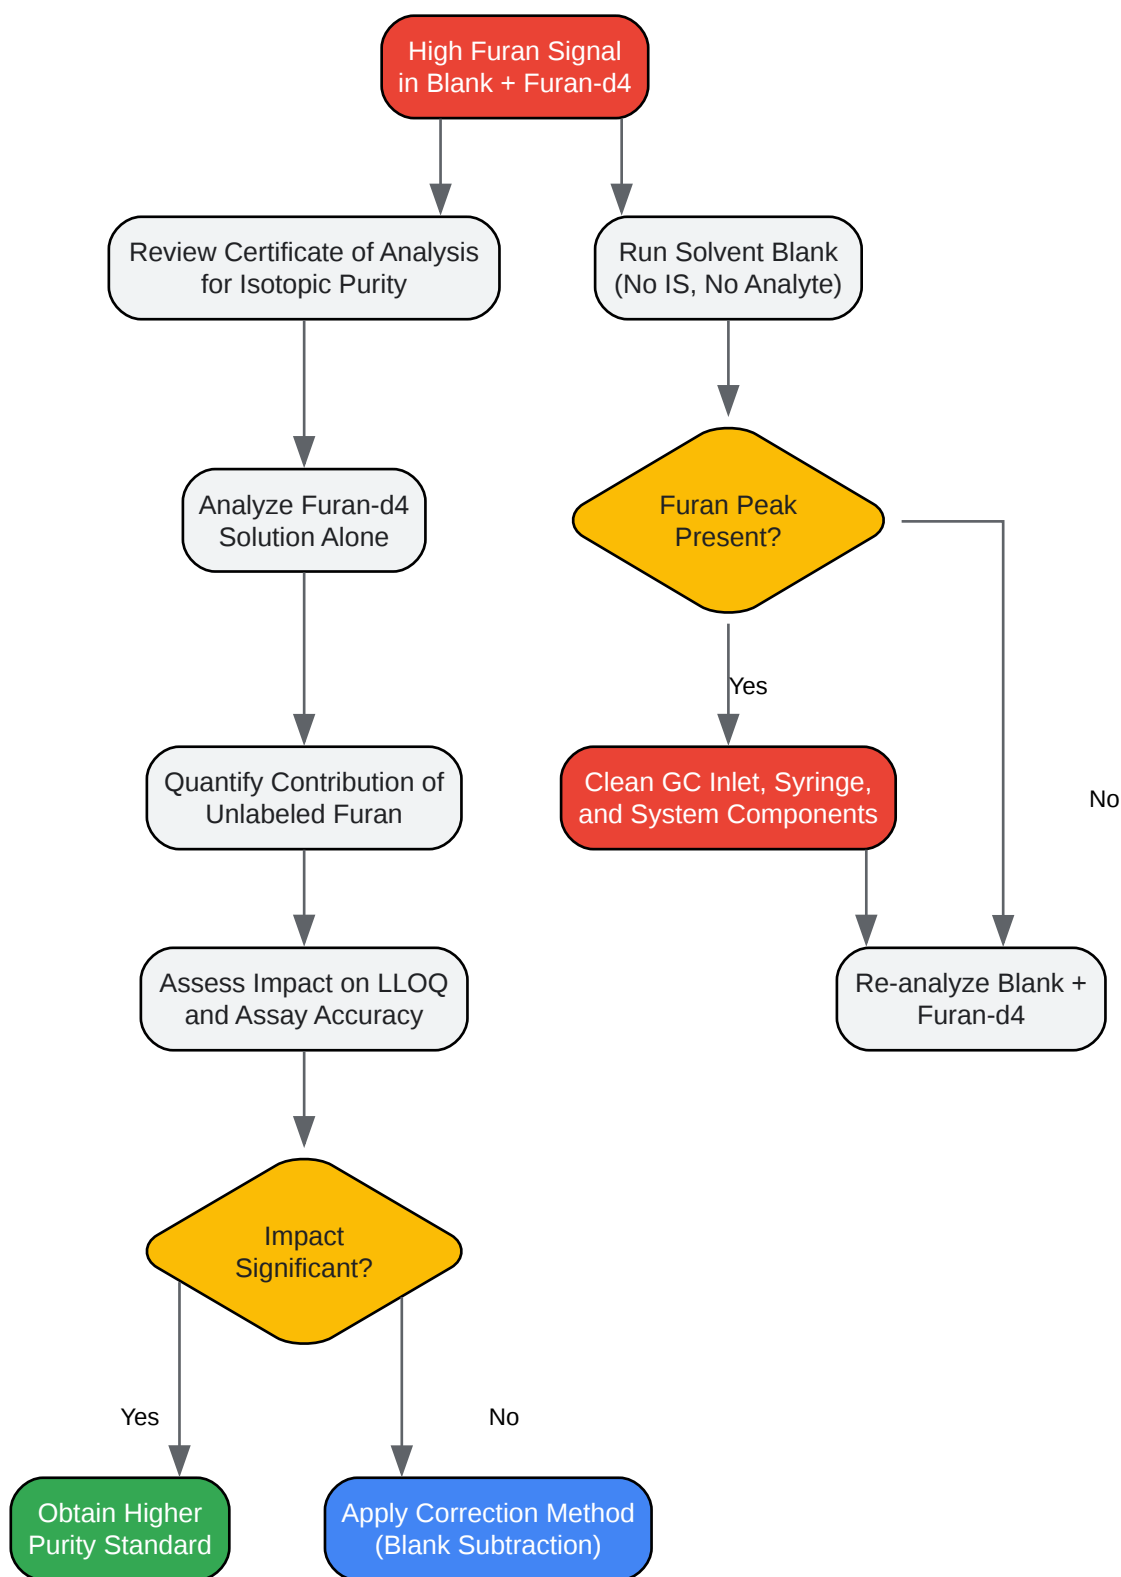 High Furan Signal
in Blank + Furan-d4
Review Certificate of Analysis
for Isotopic Purity
Run Solvent Blank
(No IS, No Analyte)
Analyze Furan-d4
Solution Alone
Furan Peak
Present?
Yes
Quantify Contribution of
Unlabeled Furan
Clean GC Inlet, Syringe,
and System Components
No
Assess Impact on LLOQ
and Assay Accuracy
Re-analyze Blank +
Furan-d4
Impact
Significant?
Yes
No
Obtain Higher
Purity Standard
Apply Correction Method
(Blank Subtraction)